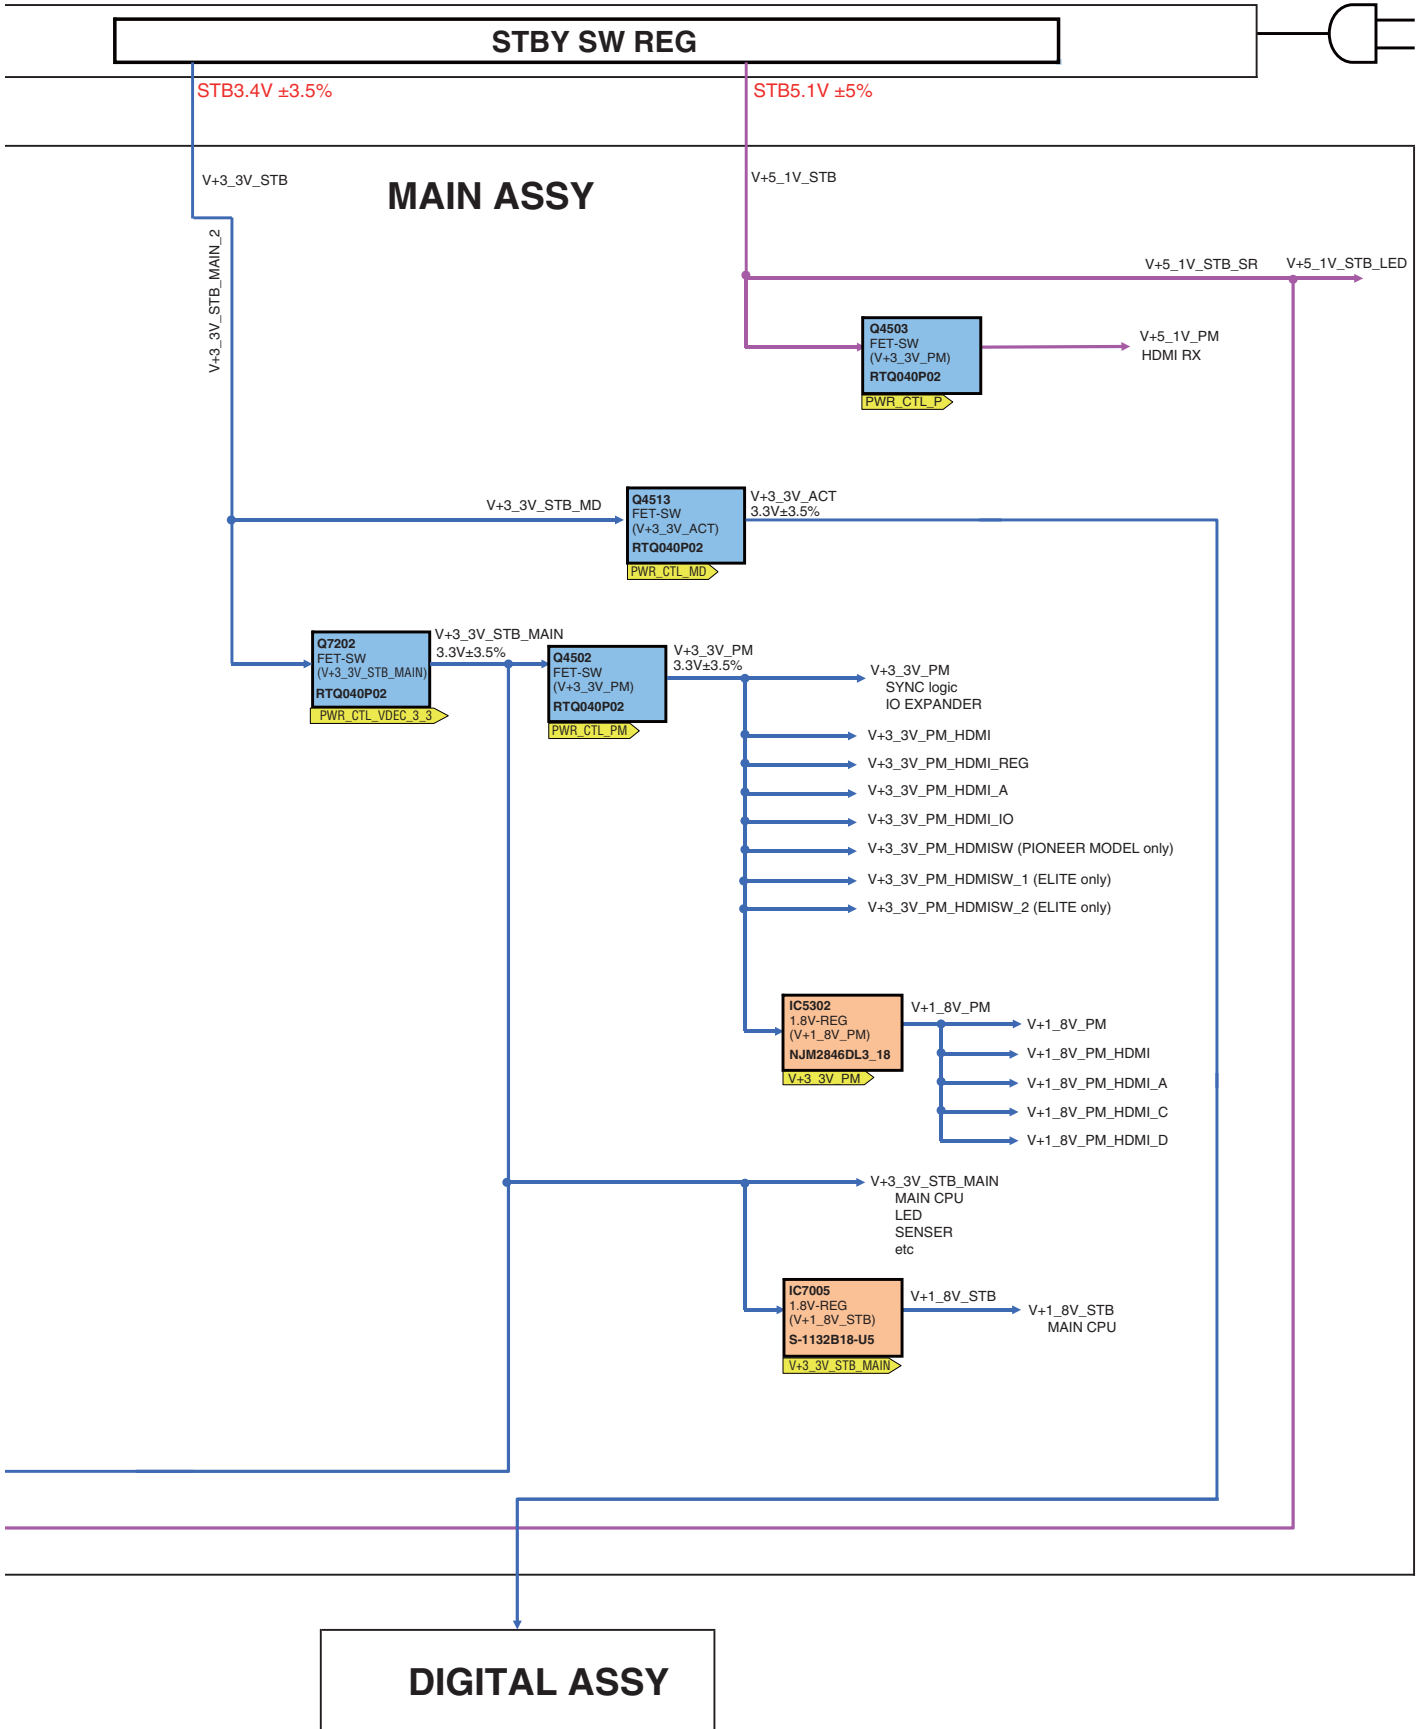 STBY SW REG
STB3.4V ±3.5%
STB5.1V ±5%
V+3_3V_STB
MAIN ASSY
V+5_1V_STB
V+3_3V_STB_MAIN_2
V+5_1V_STB_SR
V+5_1V_STB_LED
Q4503
FET-SW
(V+3_3V_PM)
RTQ040P02
PWR_CTL_P
V+5_1V_PM
HDMI RX
V+3_3V_STB_MD
Q4513
FET-SW
(V+3_3V_ACT)
RTQ040P02
PWR_CTL_MD
V+3_3V_ACT
3.3V±3.5%
Q7202
FET-SW
(V+3_3V_STB_MAIN)
RTQ040P02
PWR_CTL_VDEC_3_3
V+3_3V_STB_MAIN
3.3V±3.5%
Q4502
FET-SW
(V+3_3V_PM)
RTQ040P02
PWR_CTL_PM
V+3_3V_PM
3.3V±3.5%
V+3_3V_PM
SYNC logic
IO EXPANDER
V+3_3V_PM_HDMI
V+3_3V_PM_HDMI_REG
V+3_3V_PM_HDMI_A
V+3_3V_PM_HDMI_IO
V+3_3V_PM_HDMISW (PIONEER MODEL only)
V+3_3V_PM_HDMISW_1 (ELITE only)
V+3_3V_PM_HDMISW_2 (ELITE only)
IC5302
1.8V-REG
(V+1_8V_PM)
NJM2846DL3_18
V+3_3V_PM
V+1_8V_PM
V+1_8V_PM
V+1_8V_PM_HDMI
V+1_8V_PM_HDMI_A
V+1_8V_PM_HDMI_C
V+1_8V_PM_HDMI_D
V+3_3V_STB_MAIN
MAIN CPU
LED
SENSER
etc
IC7005
1.8V-REG
(V+1_8V_STB)
S-1132B18-U5
V+3_3V_STB_MAIN
V+1_8V_STB
V+1_8V_STB
MAIN CPU
DIGITAL ASSY